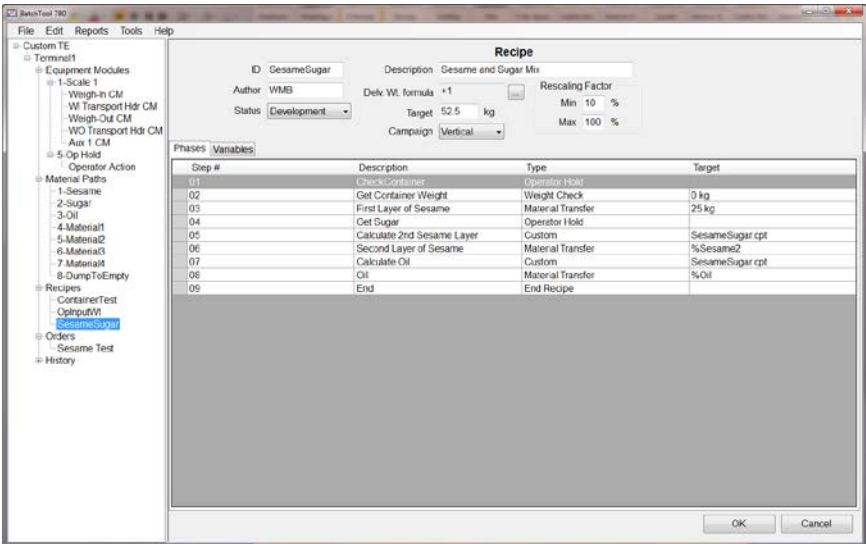 BatchTool 780
File Edit Reports Tools Help
Custom TE
Terminal1
Equipment Modules
1-Scale 1
Weigh-In CM
WI Transport Hdr CM
Weigh-Out CM
WO Transport Hdr CM
Aux 1 CM
5-Op Hold
Operator Action
Material Paths
1-Sesame
2-Sugar
3-Oil
4-Material1
5-Material2
6-Material3
7-Material4
8-DumpToEmpty
Recipes
ContainerTest
OpInputWt
SesameSugar
Orders
Sesame Test
History
Recipe
ID SesameSugar Description Sesame and Sugar Mix
Author WMB Delv. Wt. formula +1 ... Rescaling Factor
Status Development Target 52.5 kg Min 10 %
Campaign Vertical Max 100 %
Phases Variables
Step # Description Type Target
01 CheckContainer Operator Hold
02 Get Container Weight Weight Check 0 kg
03 First Layer of Sesame Material Transfer 25 kg
04 Get Sugar Operator Hold
05 Calculate 2nd Sesame Layer Custom SesameSugar.cpt
06 Second Layer of Sesame Material Transfer %Sesame2
07 Calculate Oil Custom SesameSugar.cpt
08 Oil Material Transfer %Oil
09 End End Recipe
OK Cancel